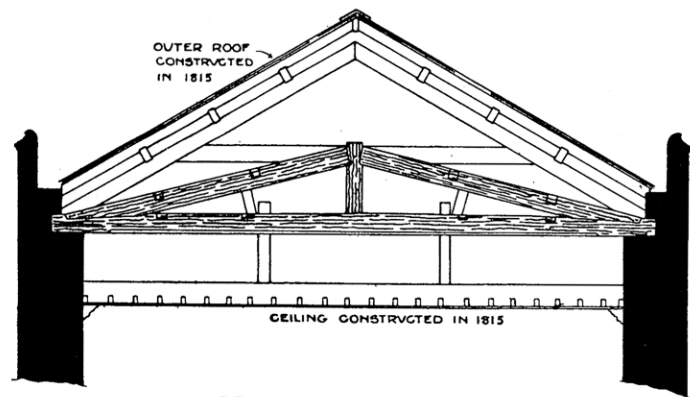 OUTER ROOF
CONSTRUCTED
IN 1815
CEILING CONSTRUCTED IN 1815